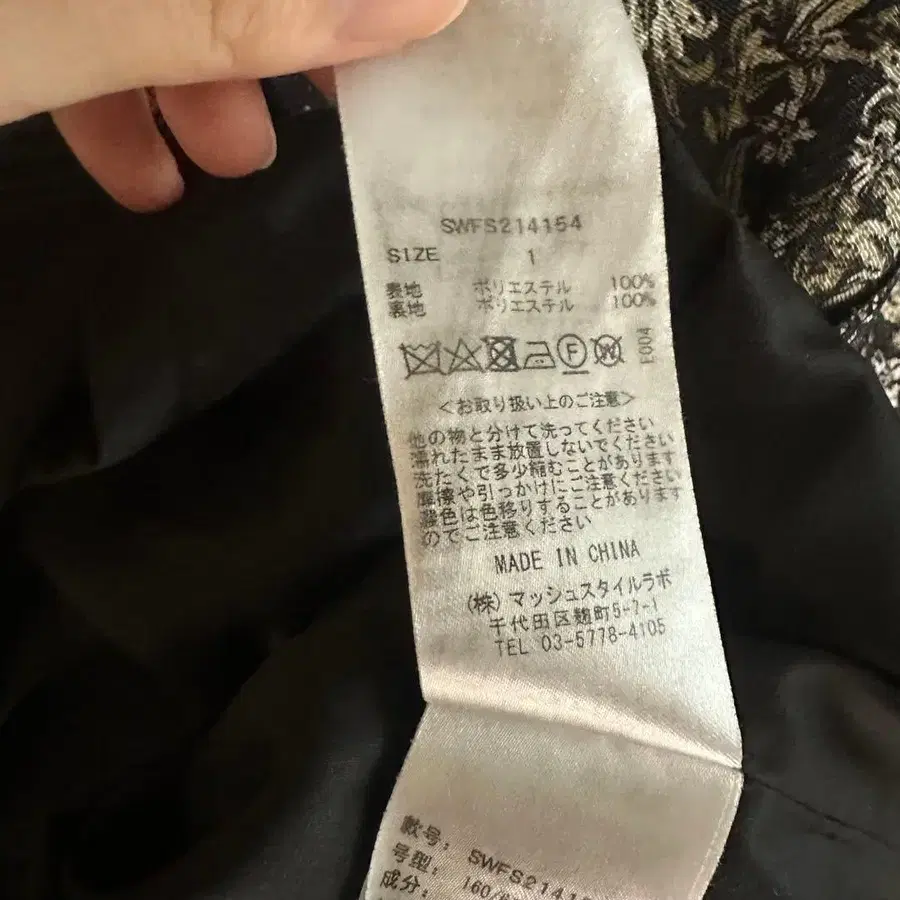 SWFS214154
SIZE 1
表地 ポリエステル 100%
裏地 ポリエステル 100%
F W E004
＜お取り扱い上のご注意＞
他の物と分けて洗ってください
濡れたまま放置しないでください
洗たくで多少縮むことがあります
摩擦や引っかけにご注意ください
濃色は色移りすることがあります
のでご注意ください
MADE IN CHINA
(株) マッシュスタイルラボ
千代田区麹町5-7-1
TEL 03-5778-4105
款号: SWFS21415
号型: 160/6
成分: